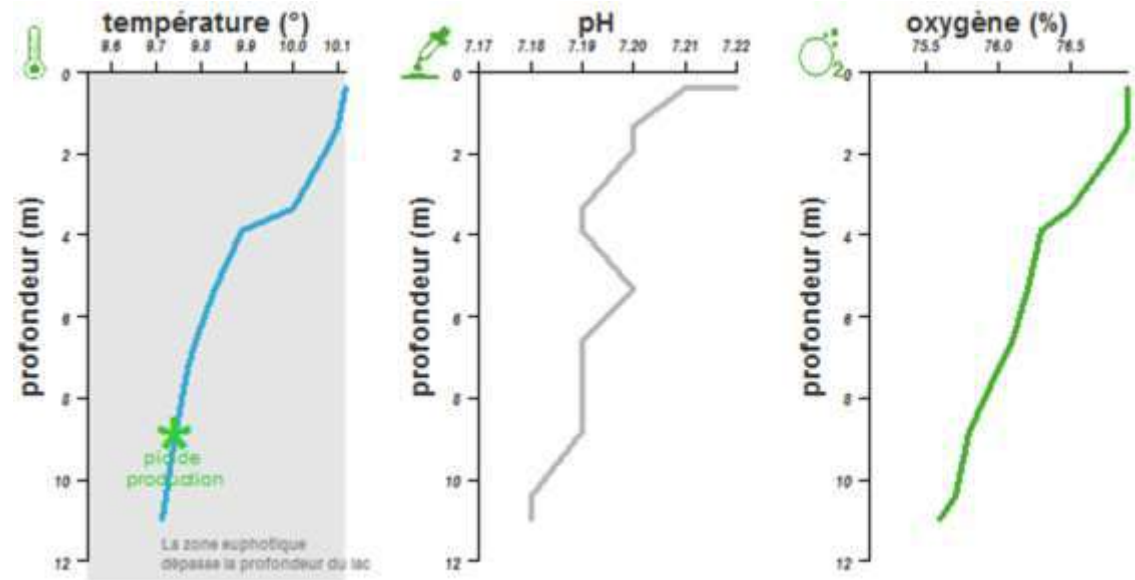 température (°)
8.6 9.7 9.8 9.9 10.0 10.1
profondeur (m)
0
2
4
6
8
10
12
pic de
production
La zone euphotique
dépasse la profondeur du lac
pH
7.17 7.18 7.19 7.20 7.21 7.22
profondeur (m)
0
2
4
6
8
10
12
oxygène (%)
75.5 76.0 76.5
2
profondeur (m)
0
2
4
6
8
10
12